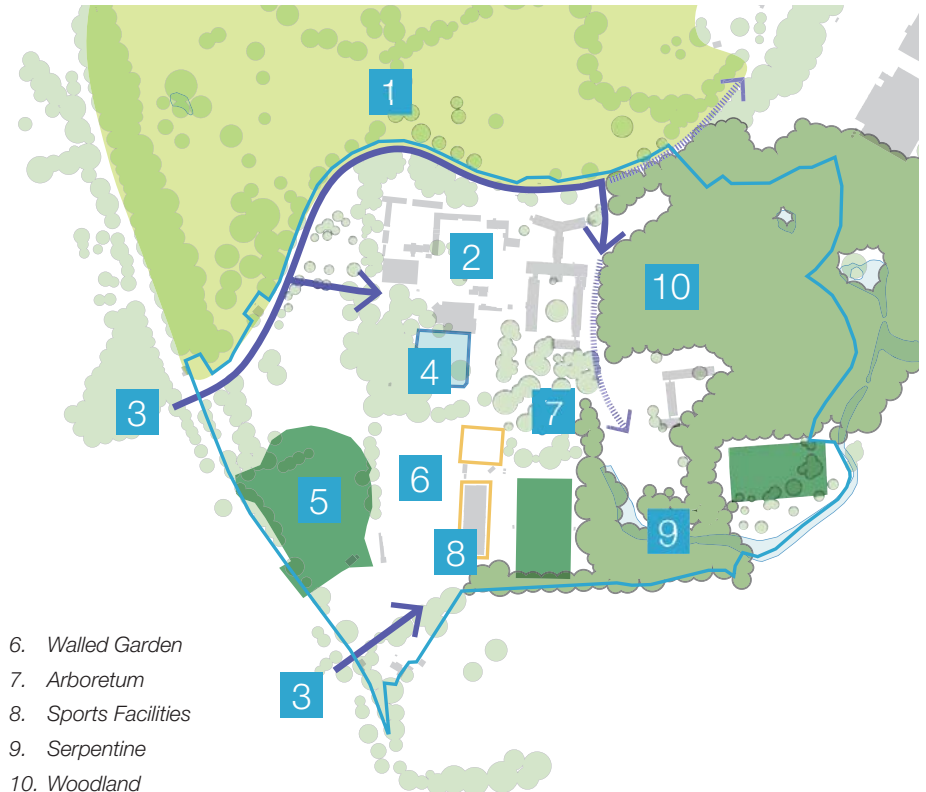 1
2
10
4
3
7
6
5
8
9
3
6. Walled Garden
7. Arboretum
8. Sports Facilities
9. Serpentine
10. Woodland